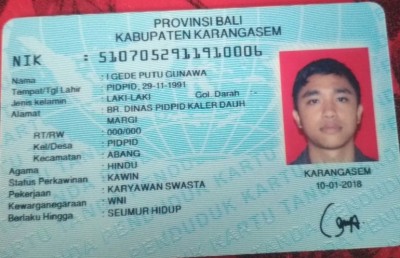 PROVINSI BALI
KABUPATEN KARANGASEM
NIK : 5107052911910006
Nama : I GEDE PUTU GUNAWA
Tempat/Tgl Lahir : PIDPID, 29-11-1991
Jenis kelamin : LAKI-LAKI Gol. Darah : -
Alamat : BR. DINAS PIDPID KALER DAUH
MARGI
RT/RW : 000/000
Kel/Desa : PIDPID
Kecamatan : ABANG
Agama : HINDU
Status Perkawinan : KAWIN
Pekerjaan : KARYAWAN SWASTA
Kewarganegaraan : WNI
Berlaku Hingga : SEUMUR HIDUP
KARANGASEM
10-01-2018